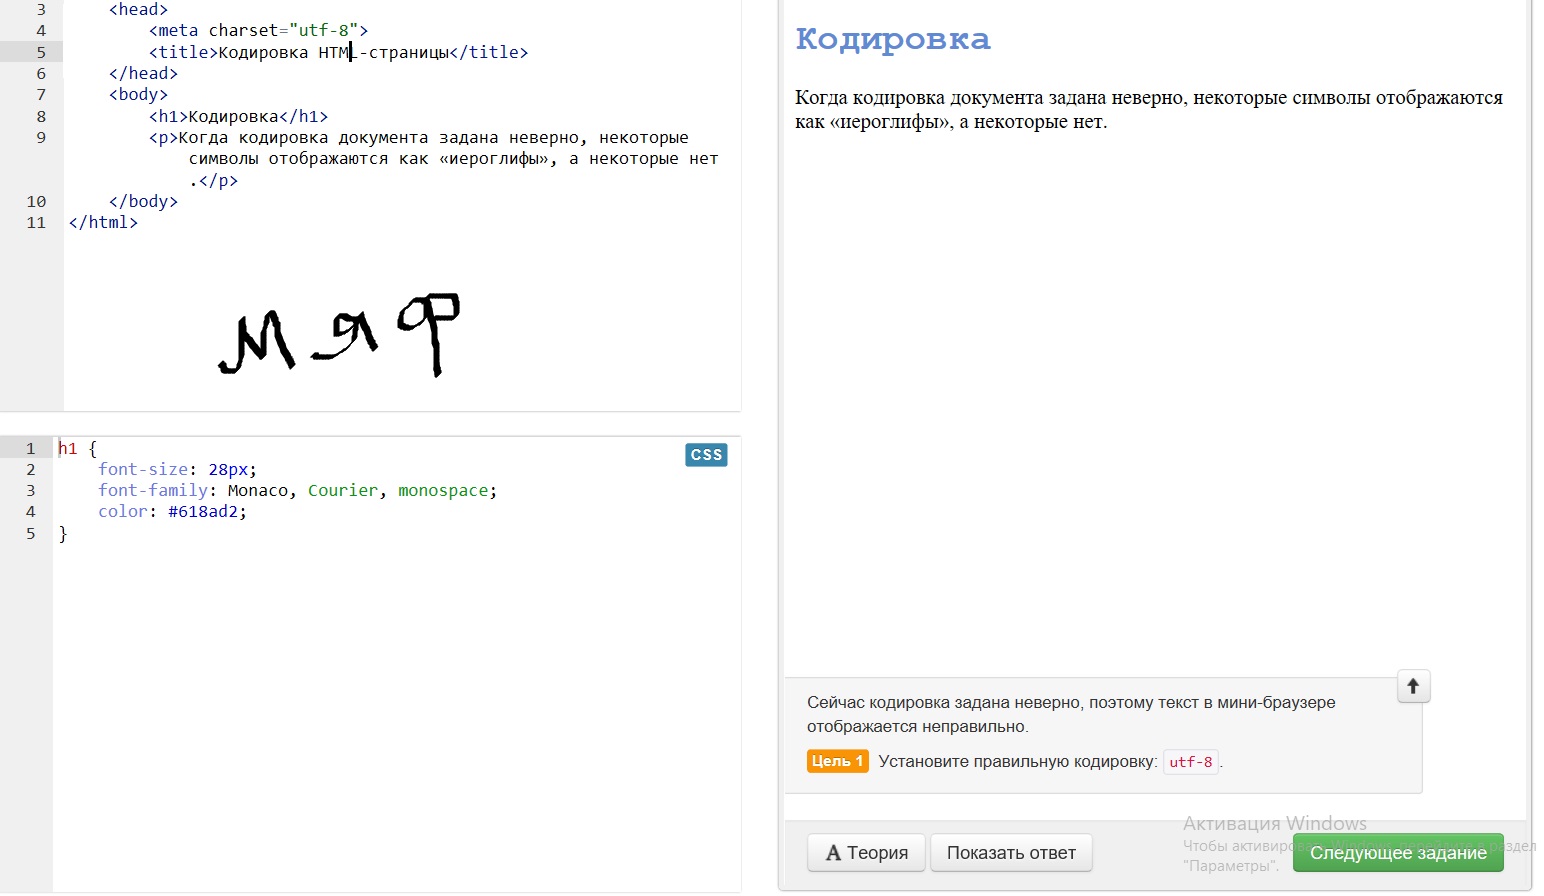 3 <head>
4 <meta charset="utf-8">
5 <title>Кодировка HTML-страницы</title>
6 </head>
7 <body>
8 <h1>Кодировка</h1>
9 <p>Когда кодировка документа задана неверно, некоторые
символы отображаются как «иероглифы», а некоторые нет
.</p>
10 </body>
11 </html>
мяф
1 h1 {
CSS
2 font-size: 28px;
3 font-family: Monaco, Courier, monospace;
4 color: #618ad2;
5 }
Кодировка
Когда кодировка документа задана неверно, некоторые символы отображаются
как «иероглифы», а некоторые нет.
Сейчас кодировка задана неверно, поэтому текст в мини-браузере
отображается неправильно.
Цель 1 Установите правильную кодировку: utf-8.
A Теория
Показать ответ
Следующее задание
Активация Windows
Чтобы активировать Windows, перейдите в раздел
"Параметры".